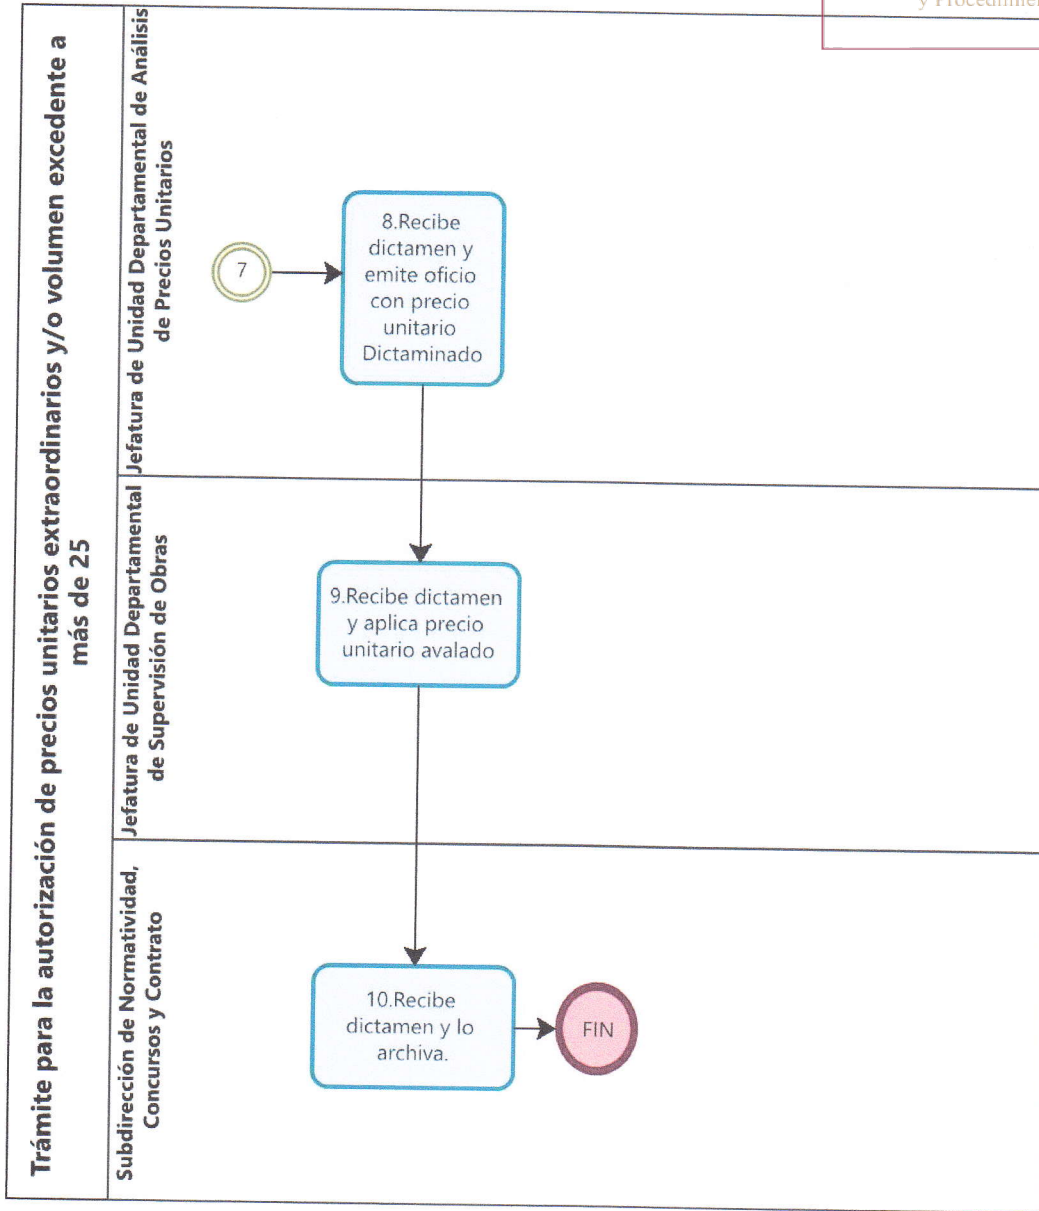 y Procedimien
Trámite para la autorización de precios unitarios extraordinarios y/o volumen excedente a
más de 25
Jefatura de Unidad Departamental de Análisis
de Precios Unitarios
7
8.Recibe
dictamen y
emite oficio
con precio
unitario
Dictaminado
Jefatura de Unidad Departamental
de Supervisión de Obras
9.Recibe dictamen
y aplica precio
unitario avalado
Subdirección de Normatividad,
Concursos y Contrato
10.Recibe
dictamen y lo
archiva.
FIN